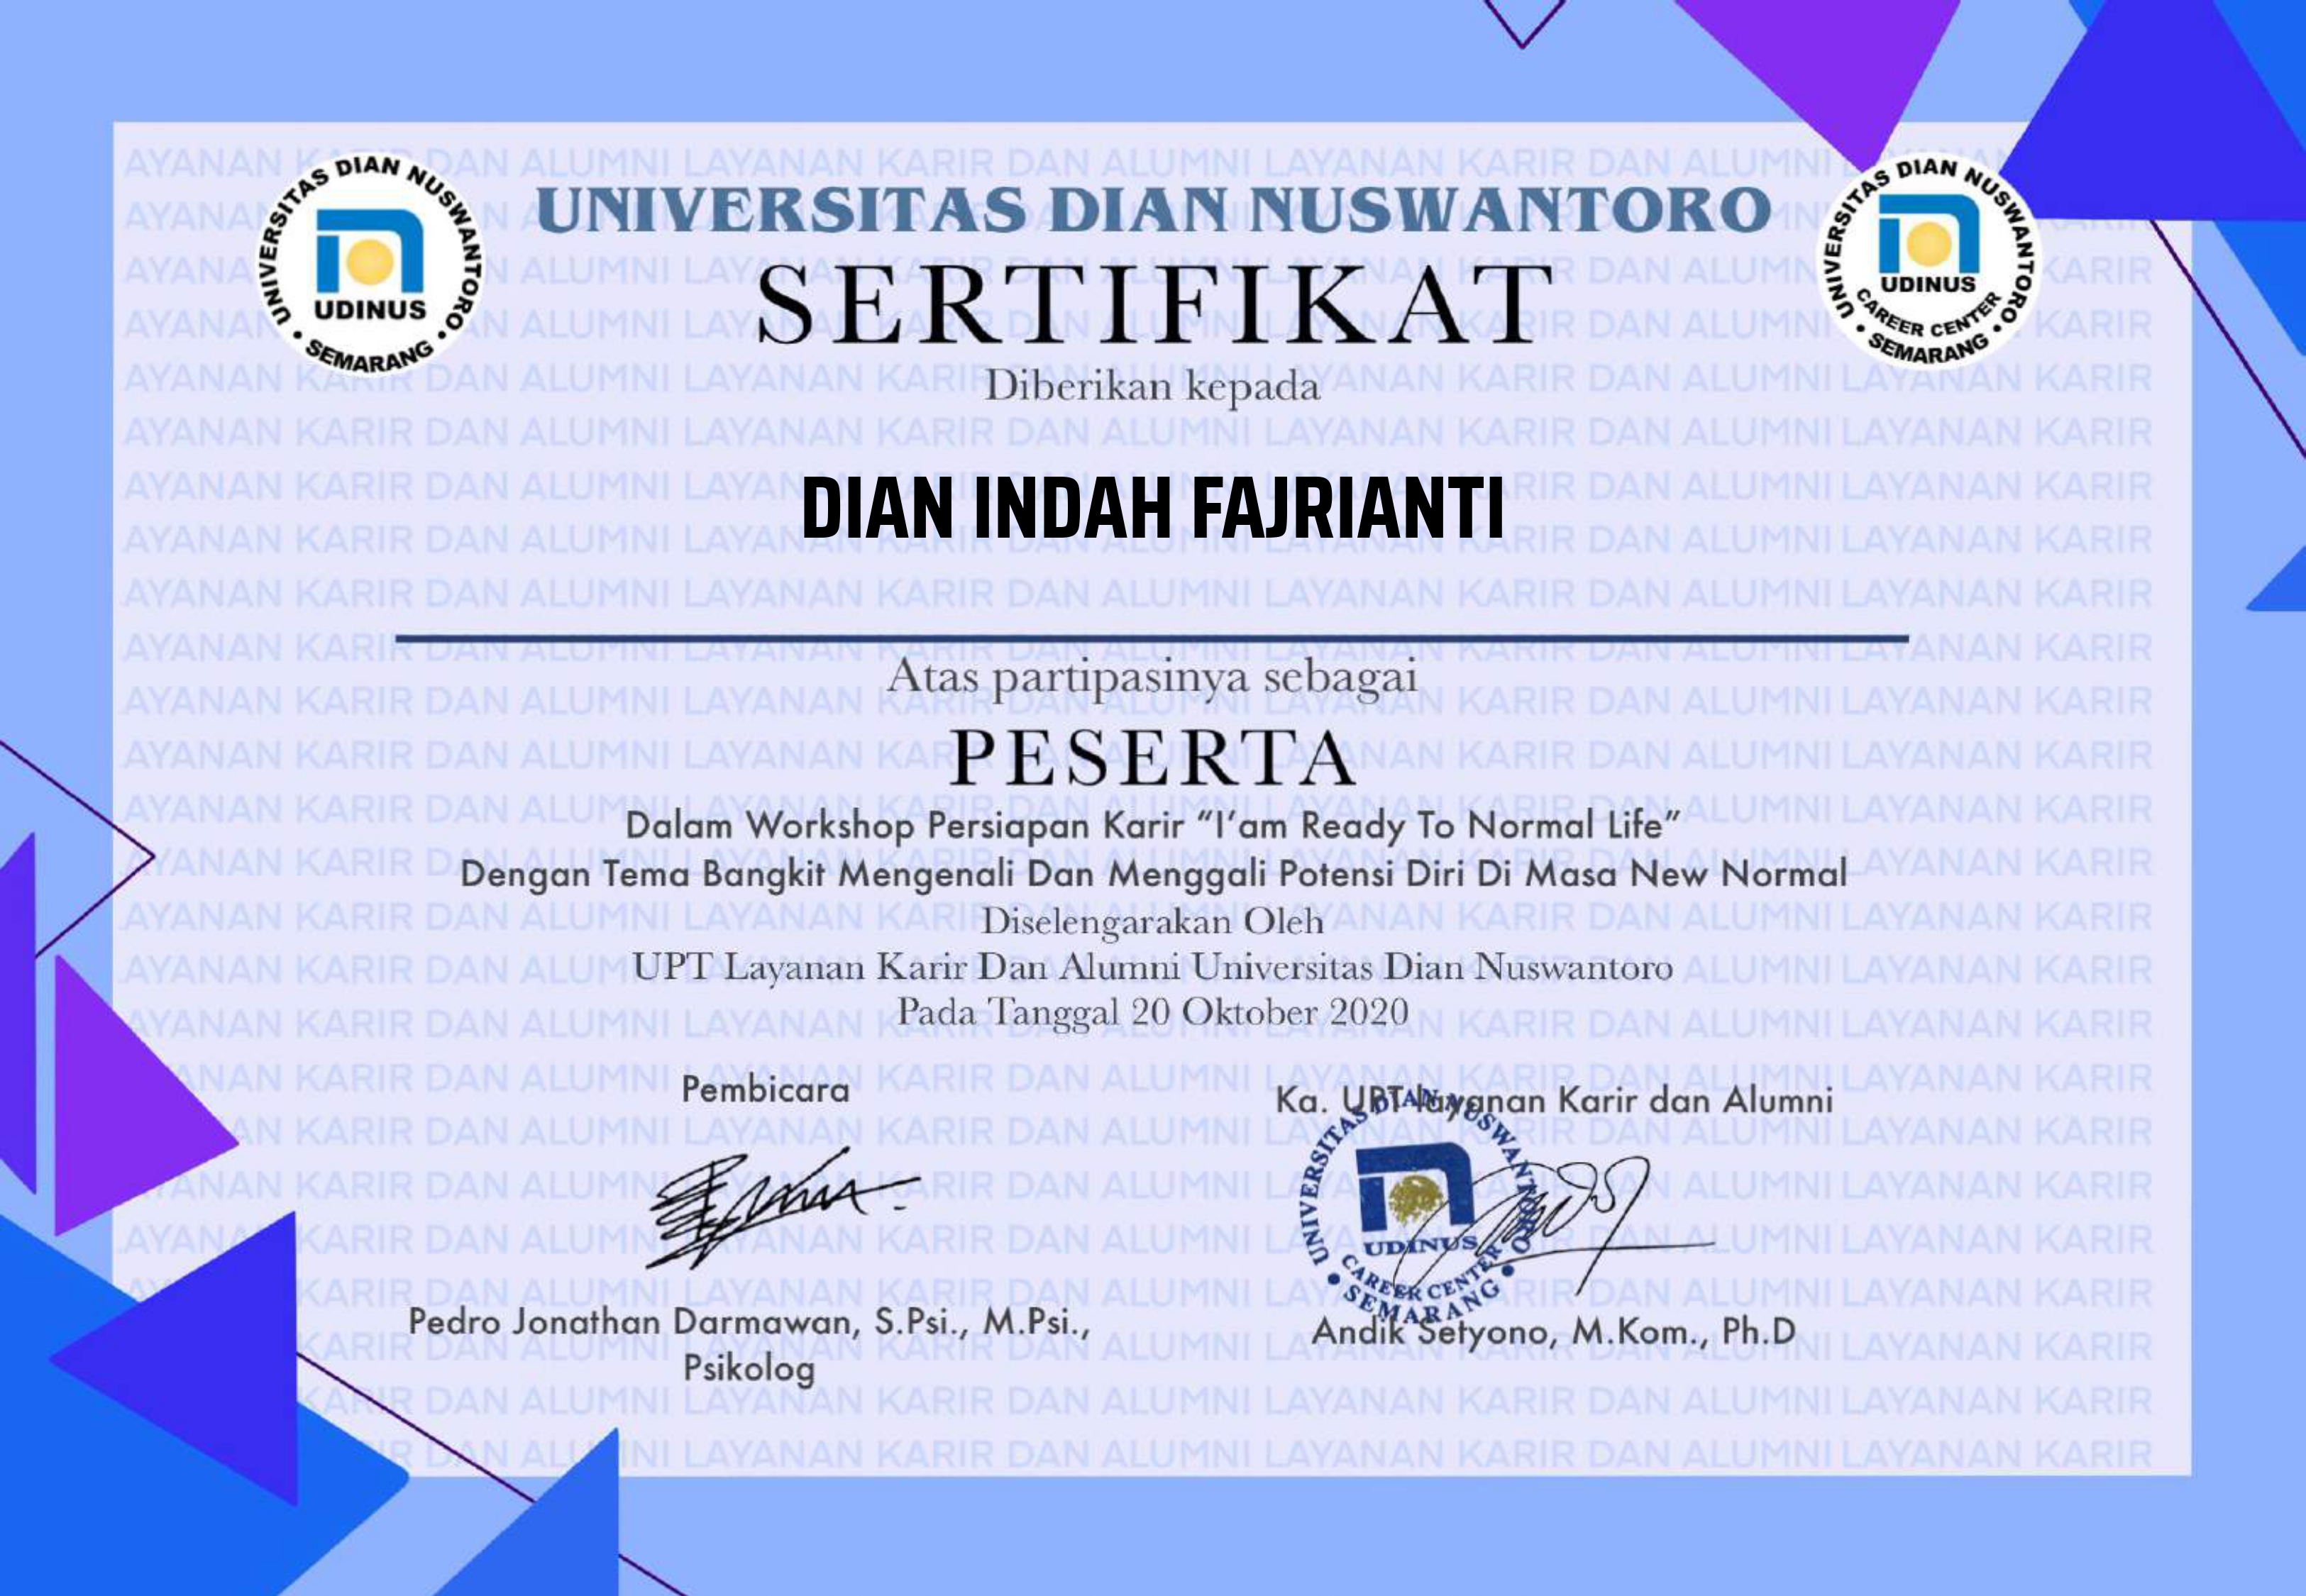 UNIVERSITAS DIAN NUSWANTORO
UDINUS
• SEMARANG •
UNIVERSITAS DIAN NUSWANTORO
UNIVERSITAS DIAN NUSWANTORO
UDINUS
CAREER CENTER
• SEMARANG •
SERTIFIKAT
Diberikan kepada
DIAN INDAH FAJRIANTI
Atas partipasinya sebagai
PESERTA
Dalam Workshop Persiapan Karir “I’am Ready To Normal Life”
Dengan Tema Bangkit Mengenali Dan Menggali Potensi Diri Di Masa New Normal
Diselengarakan Oleh
UPT Layanan Karir Dan Alumni Universitas Dian Nuswantoro
Pada Tanggal 20 Oktober 2020
Pembicara
Ka. UPT layanan Karir dan Alumni
UNIVERSITAS DIAN NUSWANTORO
UDINUS
CAREER CENTER
• SEMARANG •
Pedro Jonathan Darmawan, S.Psi., M.Psi.,
Psikolog
Andik Setyono, M.Kom., Ph.D